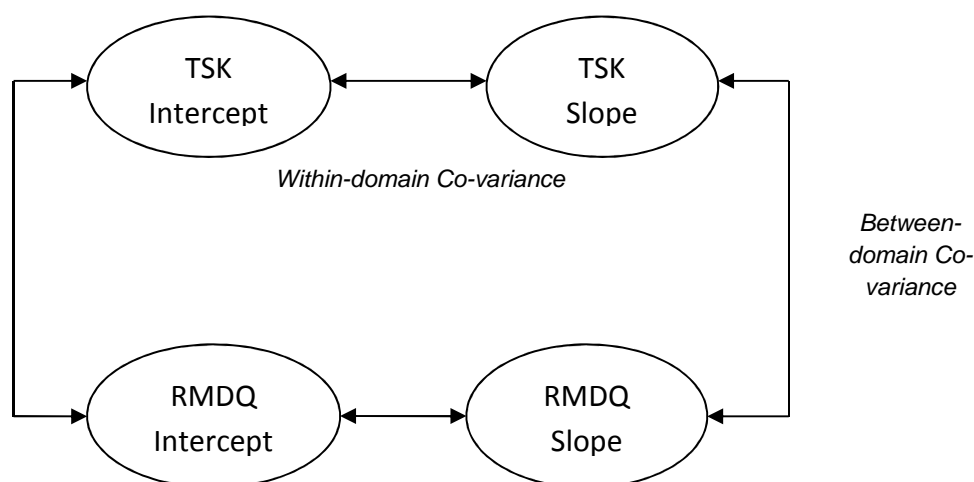 TSK
Intercept
TSK
Slope
Within-domain Co-variance
Between-
domain Co-
variance
RMDQ
Intercept
RMDQ
Slope